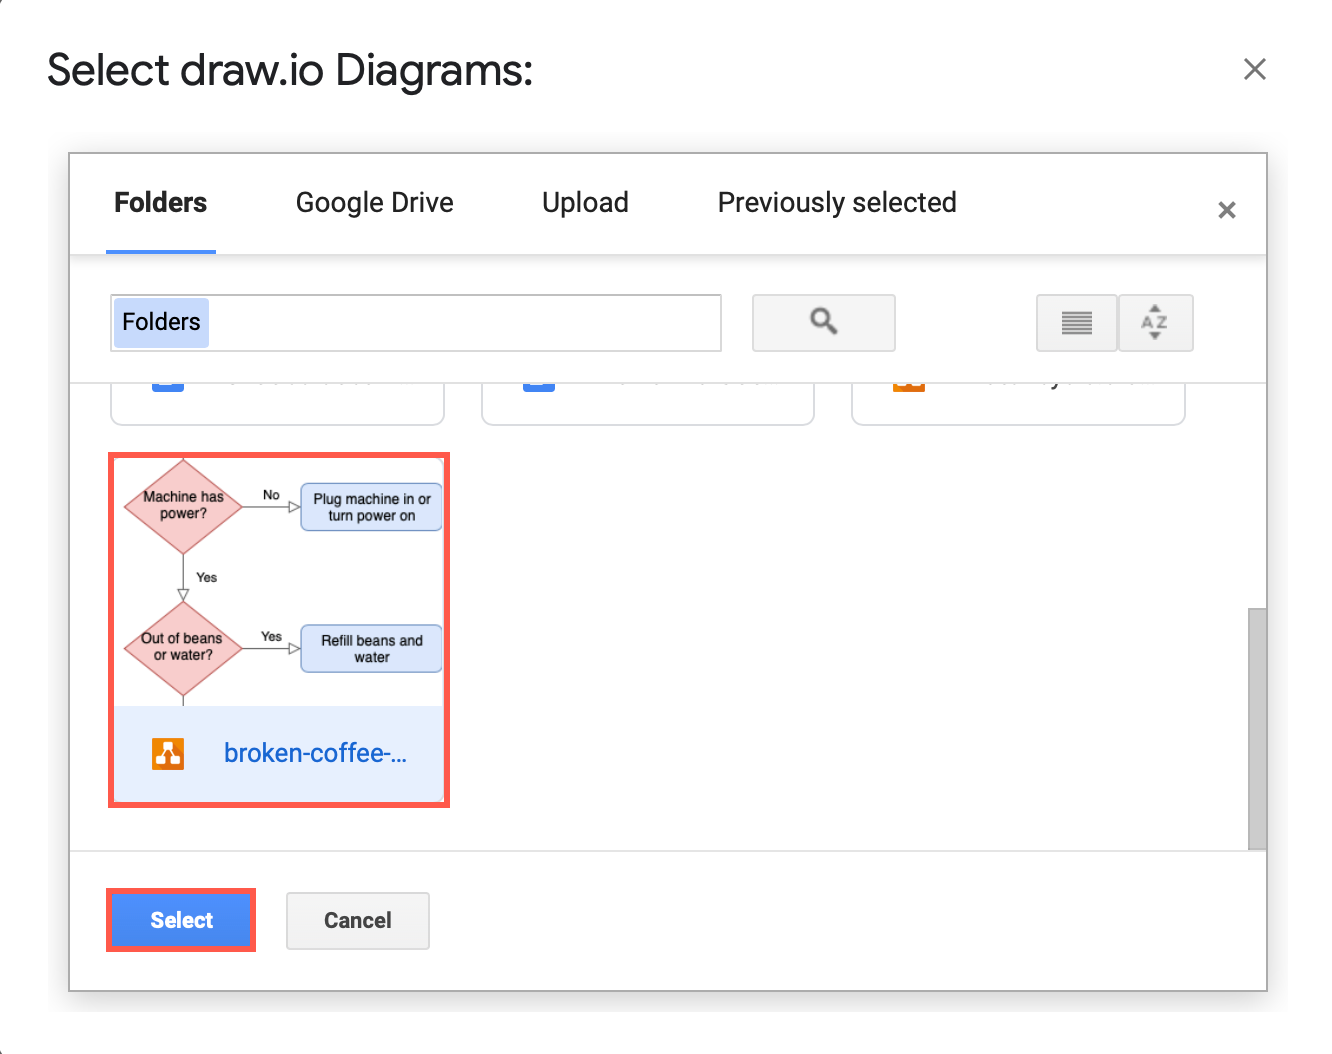 Select draw.io Diagrams:
Folders Google Drive Upload Previously selected
Folders
AZ
Machine has
power?
No
Plug machine in or
turn power on
Yes
Out of beans
or water?
Yes
Refill beans and
water
broken-coffee-...
Select Cancel